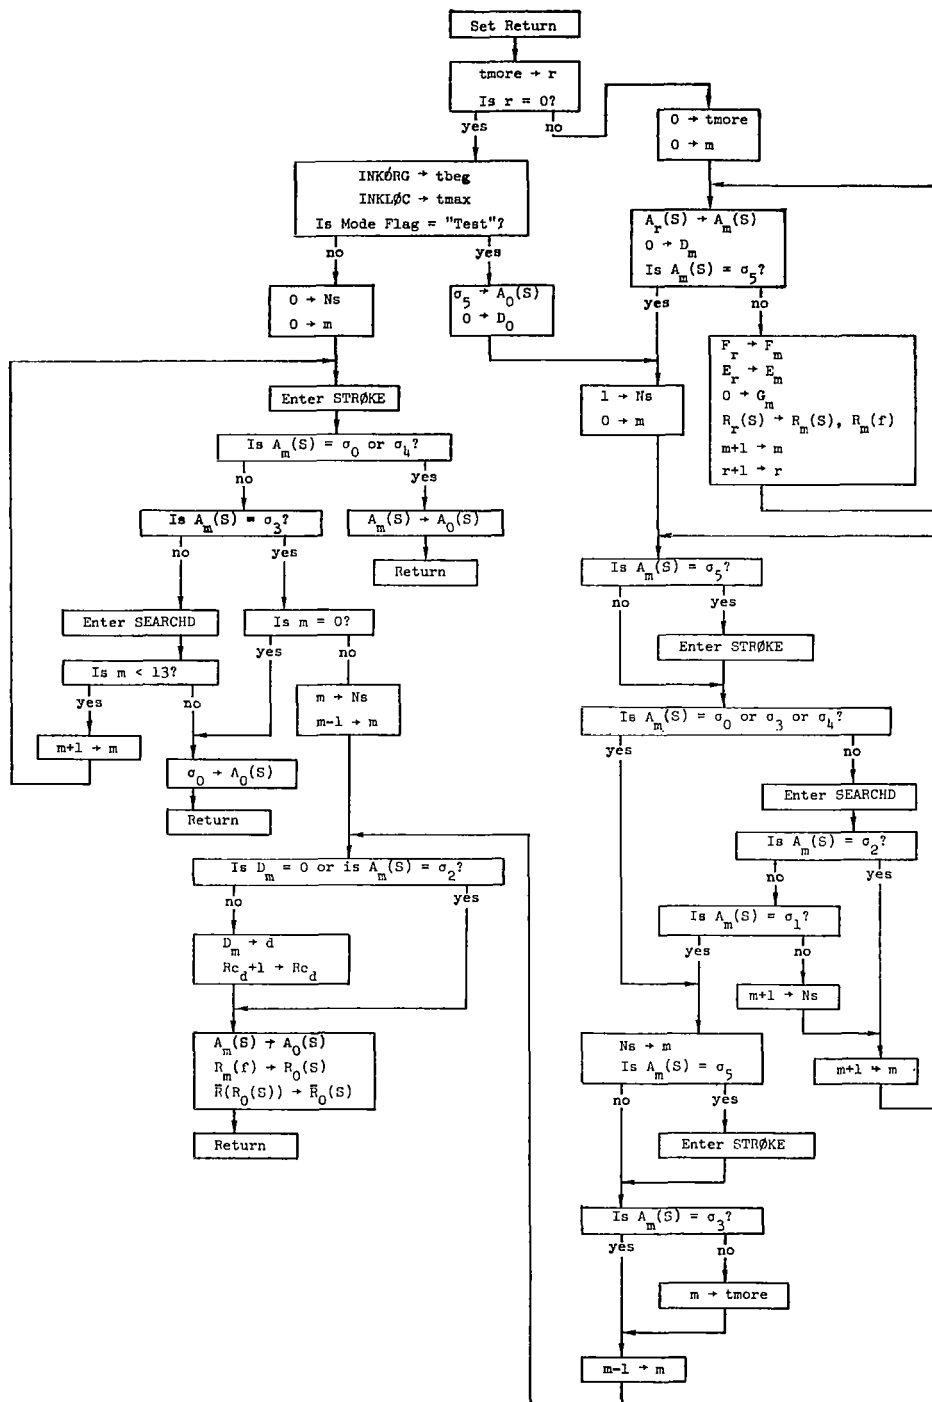 Set Return
tmore → r
Is r = 0?
yes
no
0 → tmore
0 → m
INKØRG → tbeg
INKLØC → tmax
Is Mode Flag = "Test"?
no
yes
A_r(S) → A_m(S)
0 → D_m
Is A_m(S) = σ_5?
yes
no
0 → Ns
0 → m
σ_5 → A_0(S)
0 → D_0
F_r → F_m
E_r → E_m
0 → G_m
R_r(S) → R_m(S), R_m(f)
m+1 → m
r+1 → r
1 → Ns
0 → m
Enter STRØKE
Is A_m(S) = σ_0 or σ_4?
no
yes
Is A_m(S) = σ_3?
A_m(S) → A_0(S)
no
yes
Return
Is A_m(S) = σ_5?
no
yes
Enter SEARCHD
Is m = 0?
Enter STRØKE
yes
no
Is m < 13?
yes
no
m → Ns
m-1 → m
Is A_m(S) = σ_0 or σ_3 or σ_4?
yes
no
m+1 → m
σ_0 → A_0(S)
Return
Enter SEARCHD
Is A_m(S) = σ_2?
no
yes
Is D_m = 0 or is A_m(S) = σ_2?
no
yes
Is A_m(S) = σ_1?
yes
no
D_m → d
Rc_d+1 → Rc_d
m+1 → Ns
A_m(S) → A_0(S)
R_m(f) → R_0(S)
R̄(R_0(S)) → R̄_0(S)
Ns → m
Is A_m(S) = σ_5
no
yes
m+1 → m
Return
Enter STRØKE
Is A_m(S) = σ_3?
yes
no
m → tmore
m-1 → m